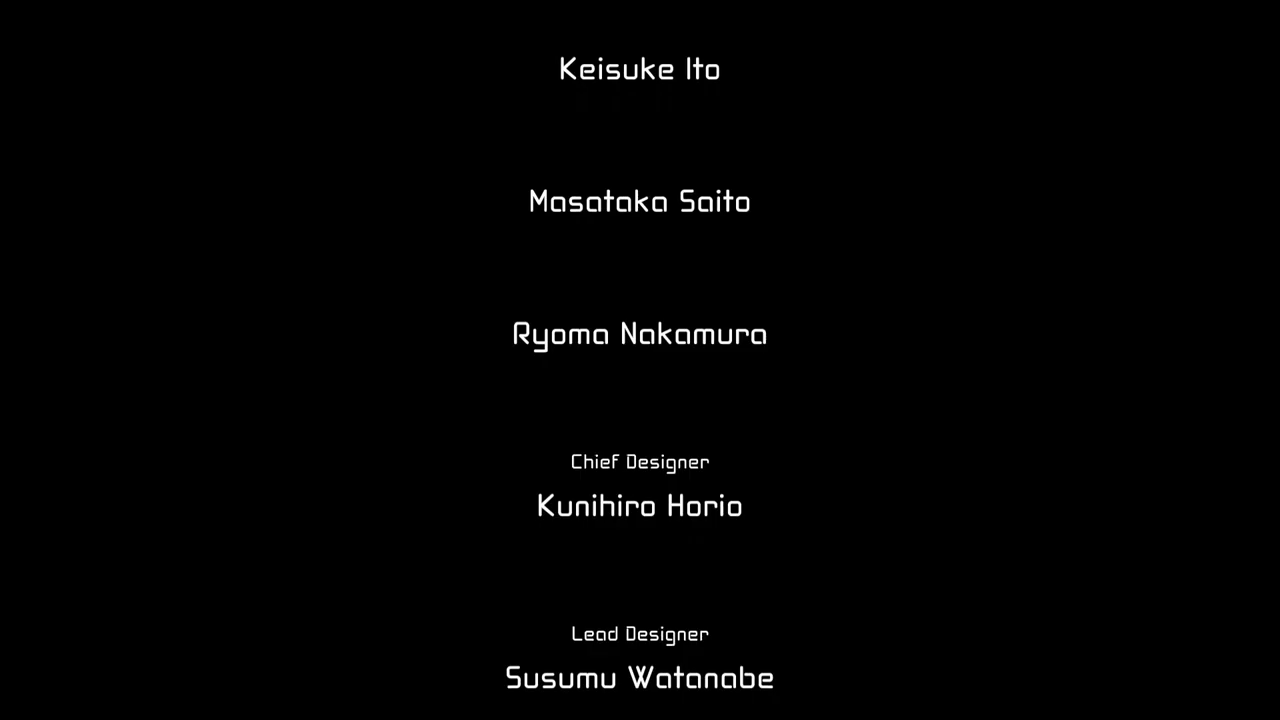 Keisuke Ito
Masataka Saito
Ryoma Nakamura
Chief Designer
Kunihiro Horio
Lead Designer
Susumu Watanabe